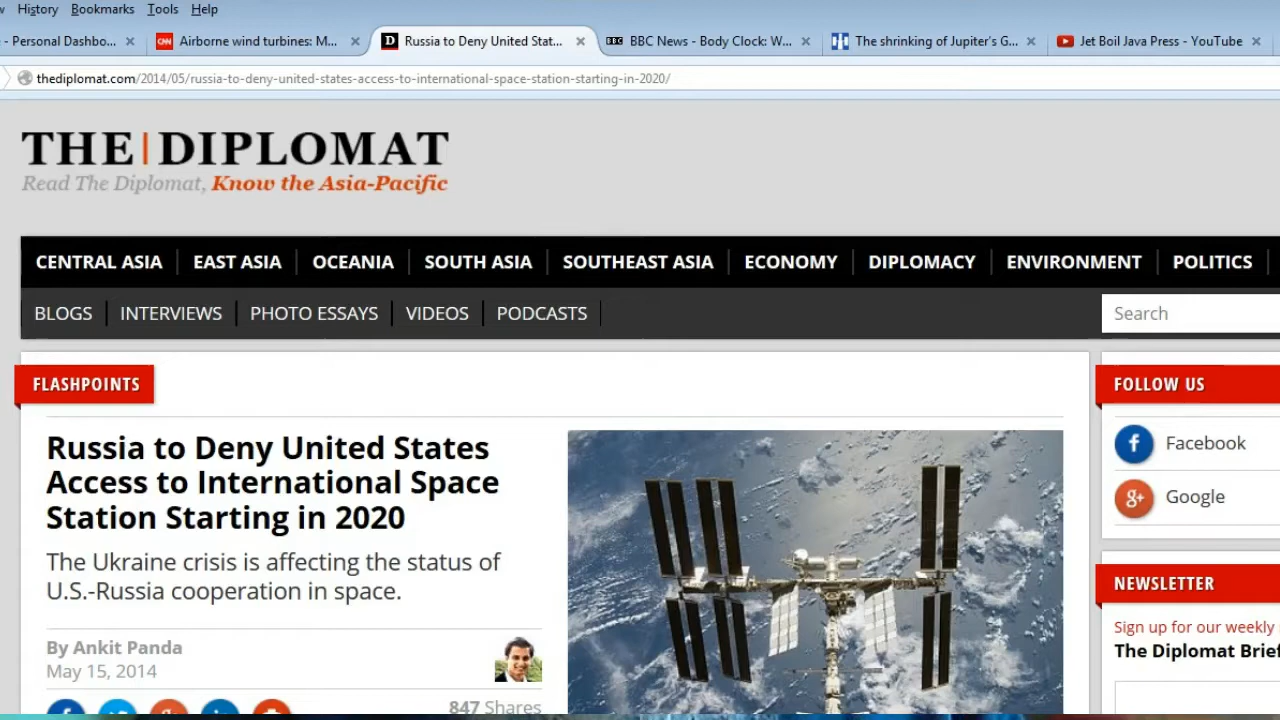 History Bookmarks Tools Help
- Personal Dashbo... Airborne wind turbines: M... Russia to Deny United Stat... BBC News - Body Clock: W... The shrinking of Jupiter's G... Jet Boil Java Press - YouTube
thediplomat.com/2014/05/russia-to-deny-united-states-access-to-international-space-station-starting-in-2020/
THE|DIPLOMAT
Read The Diplomat, Know the Asia-Pacific
CENTRAL ASIA EAST ASIA OCEANIA SOUTH ASIA SOUTHEAST ASIA ECONOMY DIPLOMACY ENVIRONMENT POLITICS
BLOGS INTERVIEWS PHOTO ESSAYS VIDEOS PODCASTS Search
FLASHPOINTS
Russia to Deny United States
Access to International Space
Station Starting in 2020
The Ukraine crisis is affecting the status of
U.S.-Russia cooperation in space.
By Ankit Panda
May 15, 2014
847 Shares
FOLLOW US
Facebook
Google
NEWSLETTER
Sign up for our weekly
The Diplomat Brief